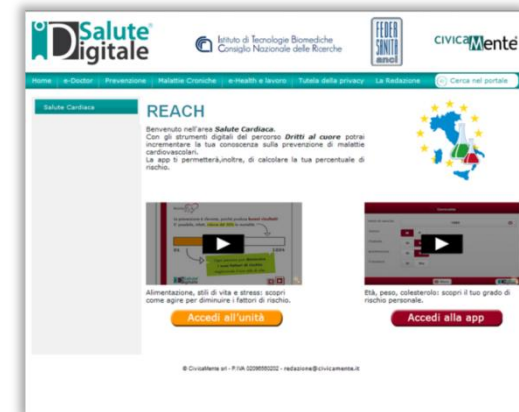 Salute
Digitale
Istituto di Tecnologie Biomediche
Consiglio Nazionale delle Ricerche
FEDER
SANITÀ
anci
CIVICAMente
Home e-Doctor Prevenzione Malattie Croniche e-Health e lavoro Tutela della privacy La Redazione Cerca nel portale
Salute Cardiaca
REACH
Benvenuto nell'area Salute Cardiaca.
Con gli strumenti digitali del percorso Dritti al cuore potrai
incrementare la tua conoscenza sulla prevenzione di malattie
cardiovascolari.
La app ti permetterà,inoltre, di calcolare la tua percentuale di
rischio.
Alimentazione, stili di vita e stress: scopri
come agire per diminuire i fattori di rischio.
Età, peso, colesterolo: scopri il tuo grado di
rischio personale.
Accedi all'unità
Accedi alla app
© CivicaMente srl - P.IVA 02086560202 - redazione@civicamente.it